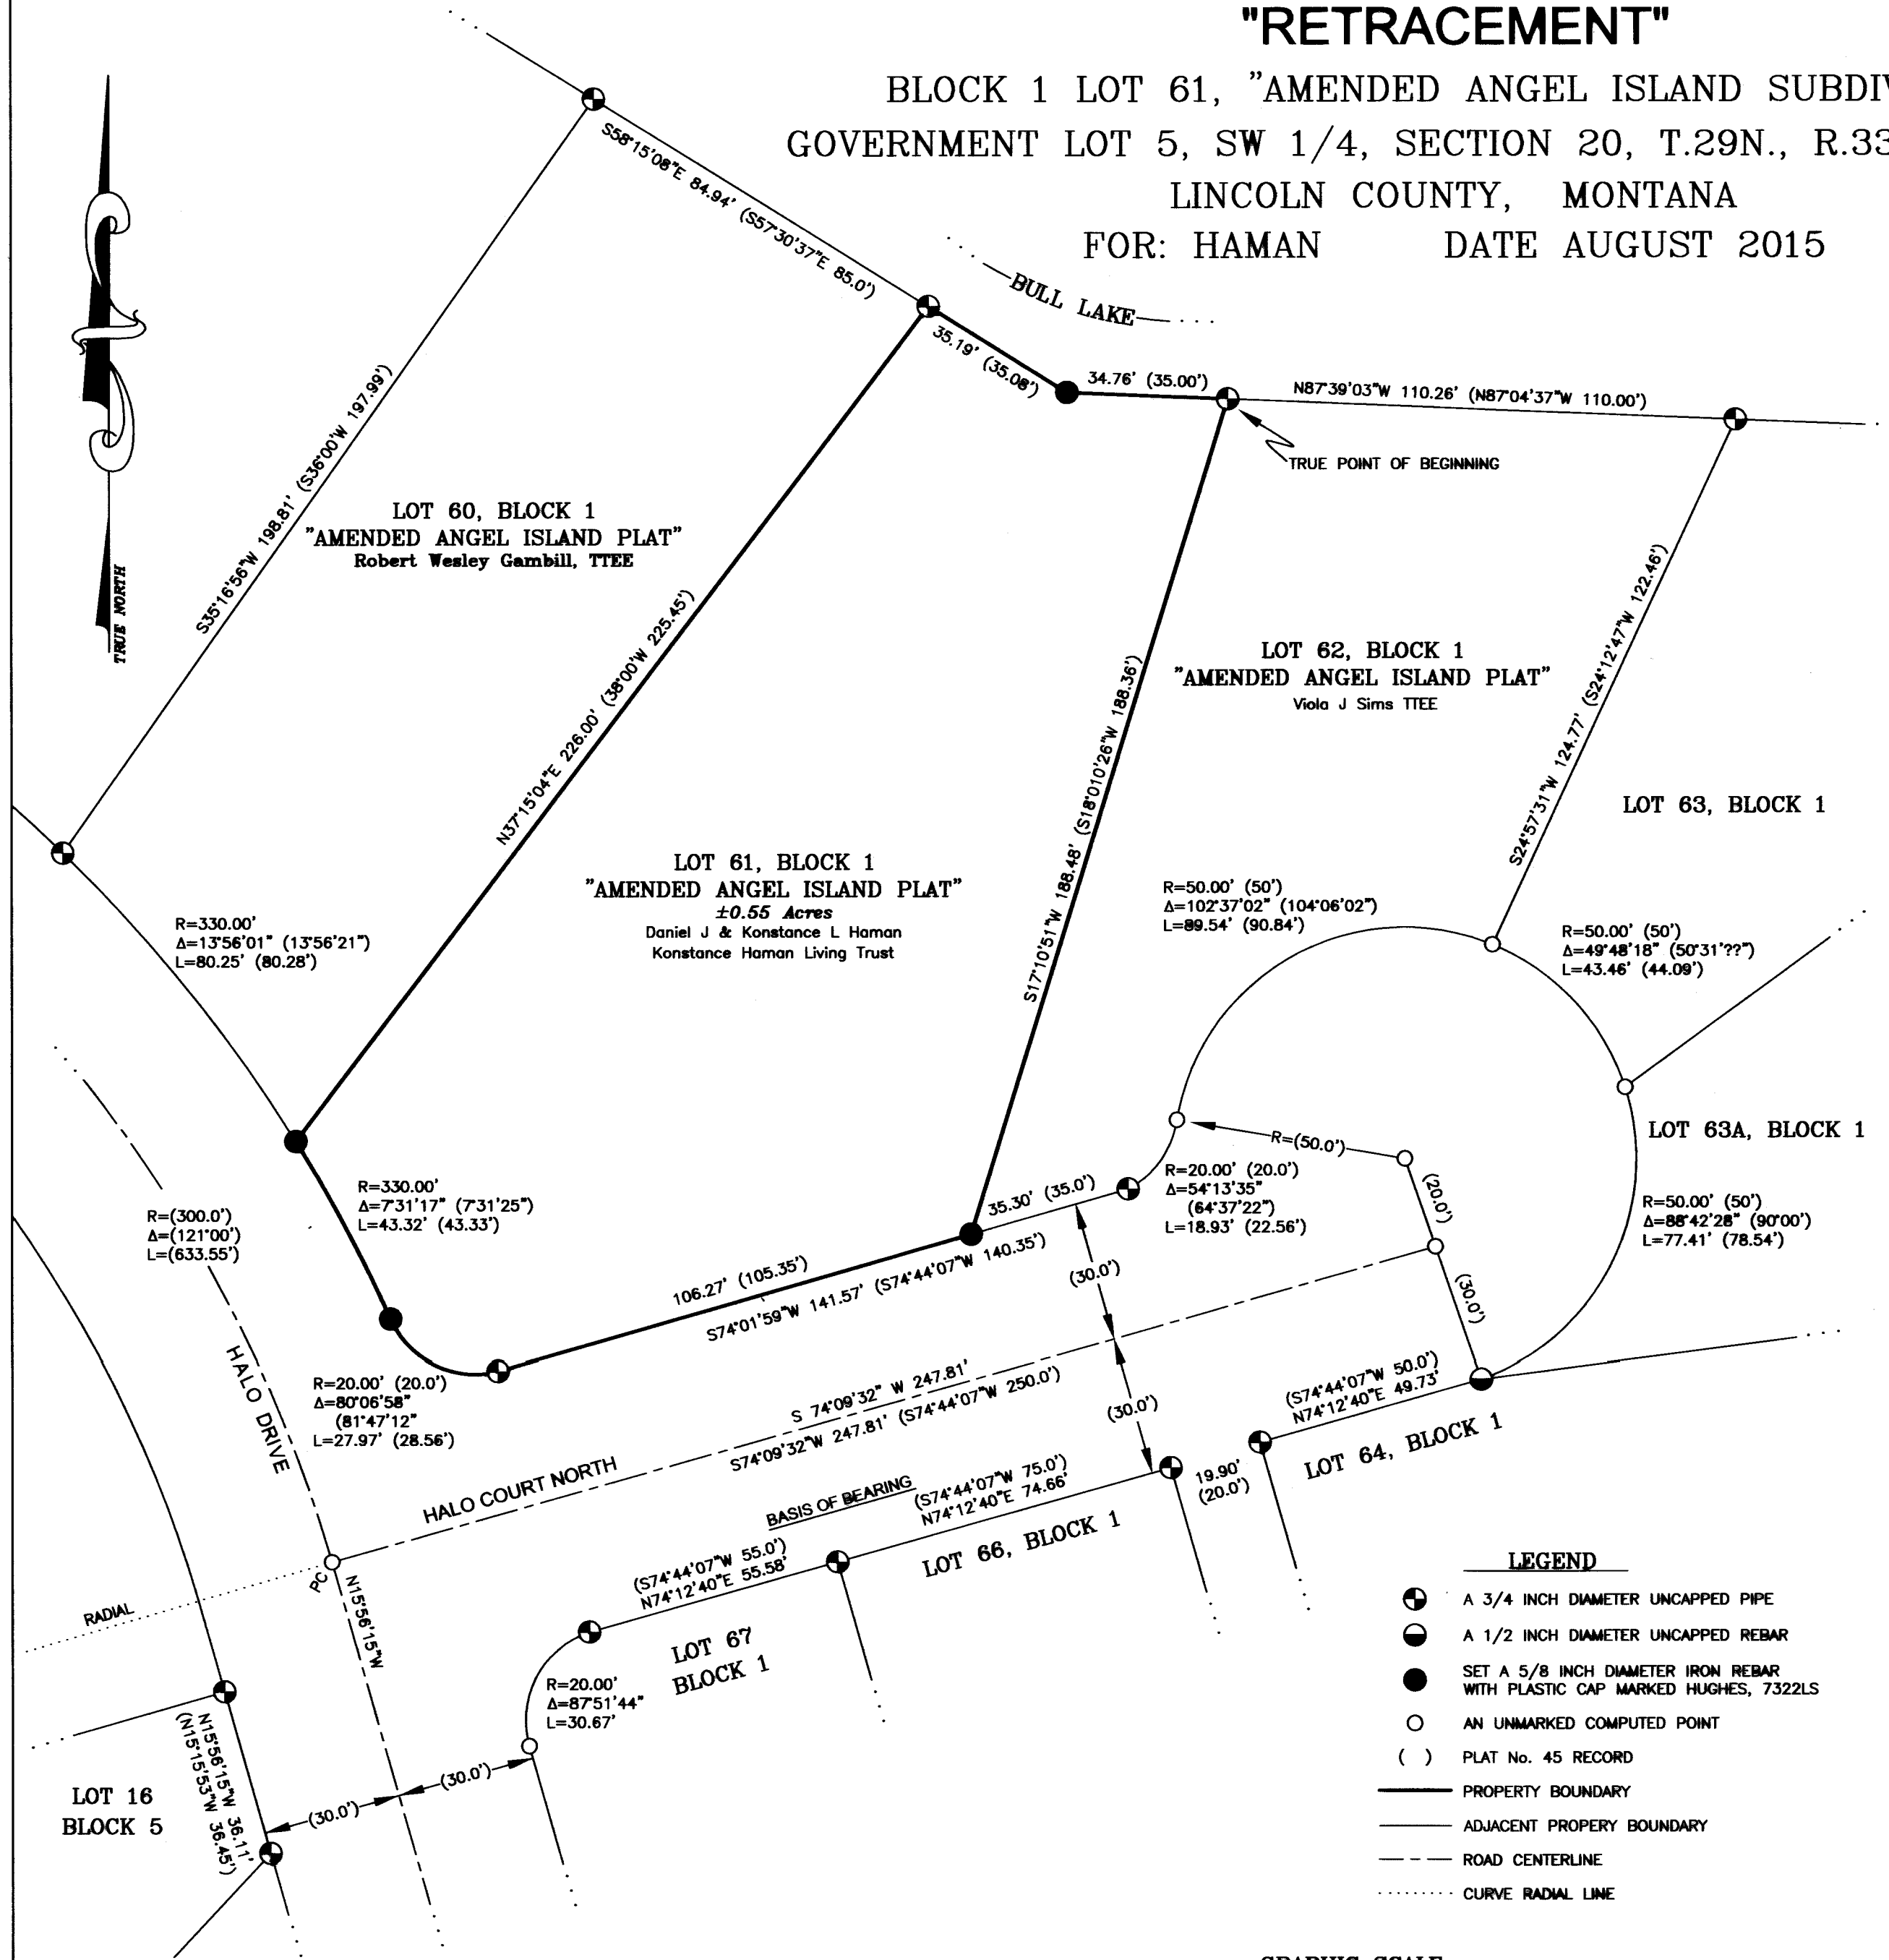 "RETRACEMENT"
BLOCK 1 LOT 61, "AMENDED ANGEL ISLAND SUBDIV
GOVERNMENT LOT 5, SW 1/4, SECTION 20, T.29N., R.33
LINCOLN COUNTY, MONTANA
FOR: HAMAN DATE AUGUST 2015
TRUE NORTH
S58°15'08"E 84.94' (S57°30'37"E 85.0')
BULL LAKE
35.19' (35.08')
34.76' (35.00')
N87°39'03"W 110.26' (N87°04'37"W 110.00')
TRUE POINT OF BEGINNING
S35°16'56"W 198.81' (S36°00'W 197.99')
LOT 60, BLOCK 1
"AMENDED ANGEL ISLAND PLAT"
Robert Wesley Gambill, TTEE
N37°15'04"E 226.00' (38°00'W 225.45')
S17°10'51"W 188.48' (S18°010'26"W 188.36')
LOT 62, BLOCK 1
"AMENDED ANGEL ISLAND PLAT"
Viola J Sims TTEE
S24°57'31"W 124.77' (S24°12'47"W 122.46')
LOT 63, BLOCK 1
LOT 61, BLOCK 1
"AMENDED ANGEL ISLAND PLAT"
±0.55 Acres
Daniel J & Konstance L Haman
Konstance Haman Living Trust
R=330.00'
Δ=13°56'01" (13°56'21")
L=80.25' (80.28')
R=50.00' (50')
Δ=102°37'02" (104°06'02")
L=89.54' (90.84')
R=50.00' (50')
Δ=49°48'18" (50°31'??")
L=43.46' (44.09')
LOT 63A, BLOCK 1
R=(50.0')
(20.0')
(30.0')
R=20.00' (20.0')
Δ=54°13'35"
(64°37'22")
L=18.93' (22.56')
R=50.00' (50')
Δ=88°42'28" (90°00')
L=77.41' (78.54')
R=330.00'
Δ=7°31'17" (7°31'25")
L=43.32' (43.33')
R=(300.0')
Δ=(121°00')
L=(633.55')
35.30' (35.0')
106.27' (105.35')
S74°01'59"W 141.57' (S74°44'07"W 140.35')
(30.0')
(30.0')
R=20.00' (20.0')
Δ=80°06'58"
(81°47'12"
L=27.97' (28.56')
HALO DRIVE
S 74°09'32" W 247.81'
S74°09'32"W 247.81' (S74°44'07"W 250.0')
HALO COURT NORTH
BASIS OF BEARING
(S74°44'07"W 75.0')
N74°12'40"E 74.66'
19.90'
(20.0')
(S74°44'07"W 50.0')
N74°12'40"E 49.73'
LOT 64, BLOCK 1
LOT 66, BLOCK 1
(S74°44'07"W 55.0')
N74°12'40"E 55.58'
LOT 67
BLOCK 1
PC
RADIAL
N15°56'15"W
R=20.00'
Δ=87°51'44"
L=30.67'
N15°56'15"W 36.11'
(N15°15'53"W 36.45')
LOT 16
BLOCK 5
(30.0')
(30.0')
LEGEND
A 3/4 INCH DIAMETER UNCAPPED PIPE
A 1/2 INCH DIAMETER UNCAPPED REBAR
SET A 5/8 INCH DIAMETER IRON REBAR
WITH PLASTIC CAP MARKED HUGHES, 7322LS
AN UNMARKED COMPUTED POINT
( ) PLAT No. 45 RECORD
PROPERTY BOUNDARY
ADJACENT PROPERY BOUNDARY
ROAD CENTERLINE
CURVE RADIAL LINE
GRAPHIC SCALE